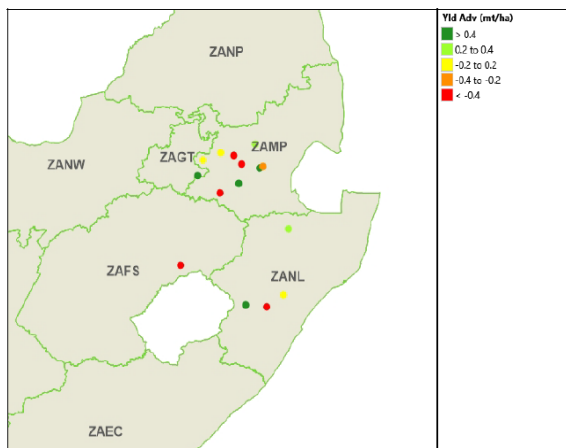 ZANP
ZANW
ZAGT
ZAMP
ZAFS
ZANL
ZAEC
Yld Adv (mt/ha)
> 0.4
0.2 to 0.4
-0.2 to 0.2
-0.4 to -0.2
< -0.4